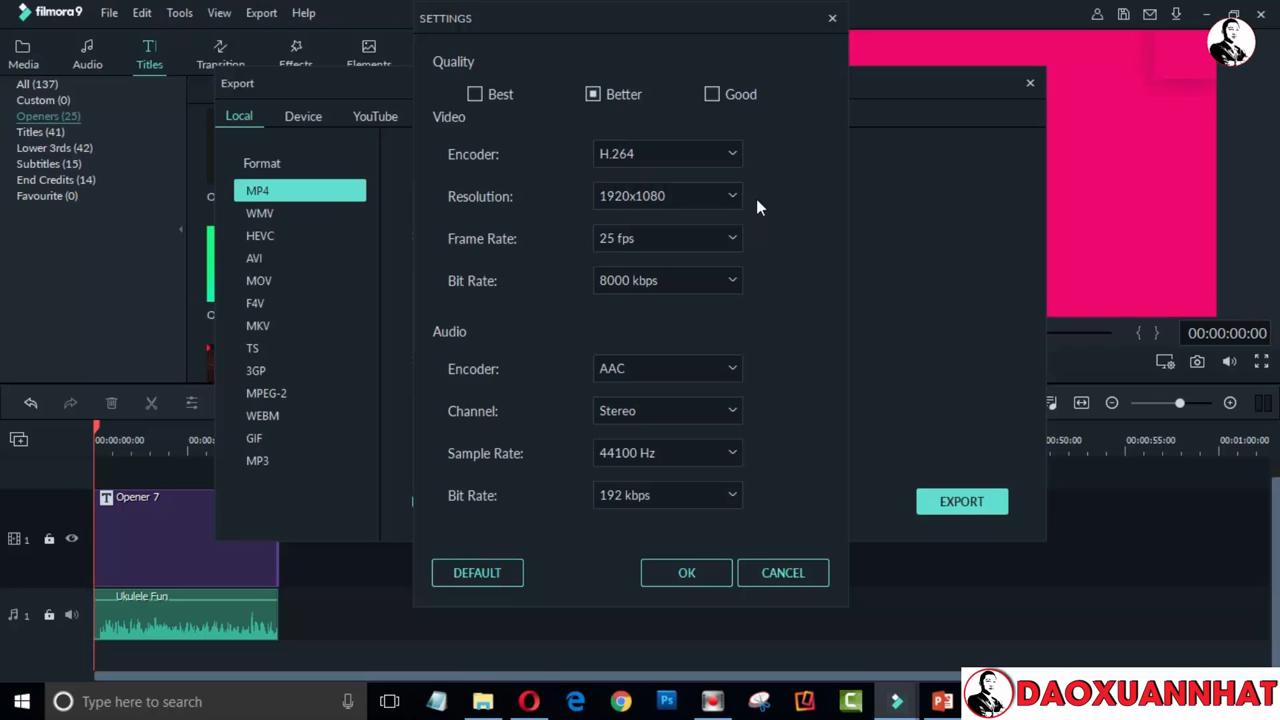 filmora9 File Edit Tools View Export Help
Media Audio Titles Transition Effects Elements
All (137)
Custom (0)
Openers (25)
Titles (41)
Lower 3rds (42)
Subtitles (15)
End Credits (14)
Favourite (0)
Export
Local Device YouTube
Format
MP4
WMV
HEVC
AVI
MOV
F4V
MKV
TS
3GP
MPEG-2
WEBM
GIF
MP3
EXPORT
SETTINGS
Quality
Best Better Good
Video
Encoder: H.264
Resolution: 1920x1080
Frame Rate: 25 fps
Bit Rate: 8000 kbps
Audio
Encoder: AAC
Channel: Stereo
Sample Rate: 44100 Hz
Bit Rate: 192 kbps
DEFAULT OK CANCEL
00:00:00:00
00:00:00:00 00:50:00 00:00:55:00 00:01:00:00
1 T Opener 7
1 Ukulele Fun
Type here to search
DAOXUANNHAT